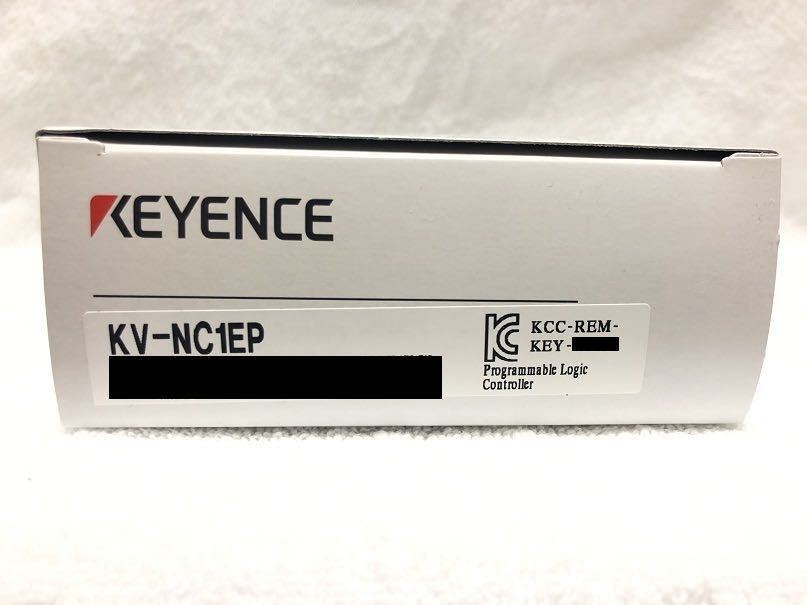 KEYENCE
KV-NC1EP
KCC-REM-
KEY-
Programmable Logic
Controller